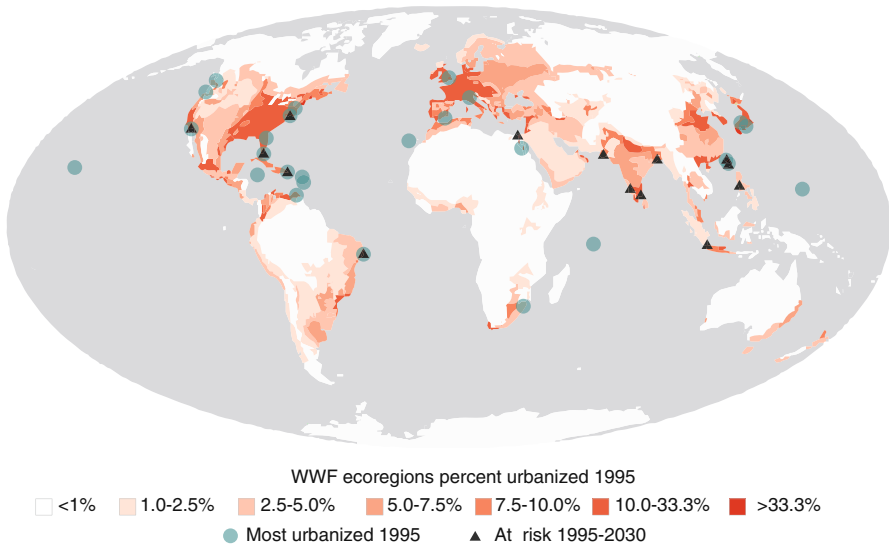 WWF ecoregions percent urbanized 1995
<1% 1.0-2.5% 2.5-5.0% 5.0-7.5% 7.5-10.0% 10.0-33.3% >33.3%
Most urbanized 1995 At risk 1995-2030